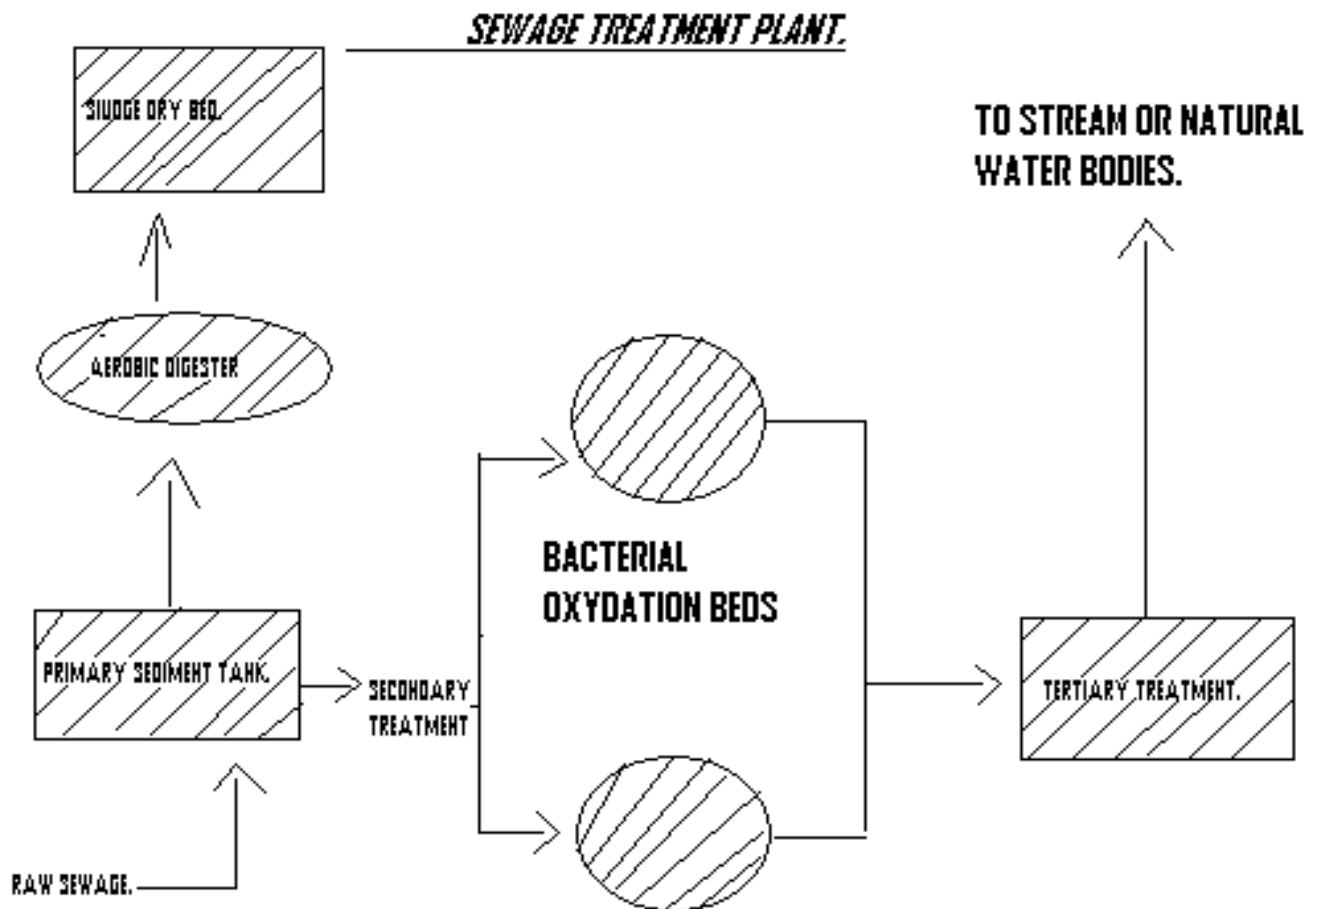 SEWAGE TREATMENT PLANT.
SlUDGE DRY BED.
TO STREAM OR NATURAL
WATER BODIES.
AEROBIC DIGESTER
BACTERIAL
OXYDATION BEDS
PRIMARY SEDIMENT TANK.
SECONDARY
TREATMENT
TERTIARY TREATMENT.
RAW SEWAGE.